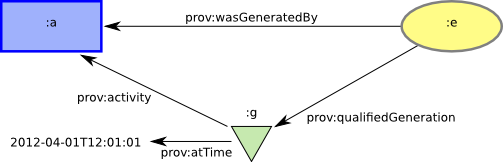 prov:wasGeneratedBy
:a
:e
prov:activity
:g
prov:qualifiedGeneration
2012-04-01T12:01:01
prov:atTime